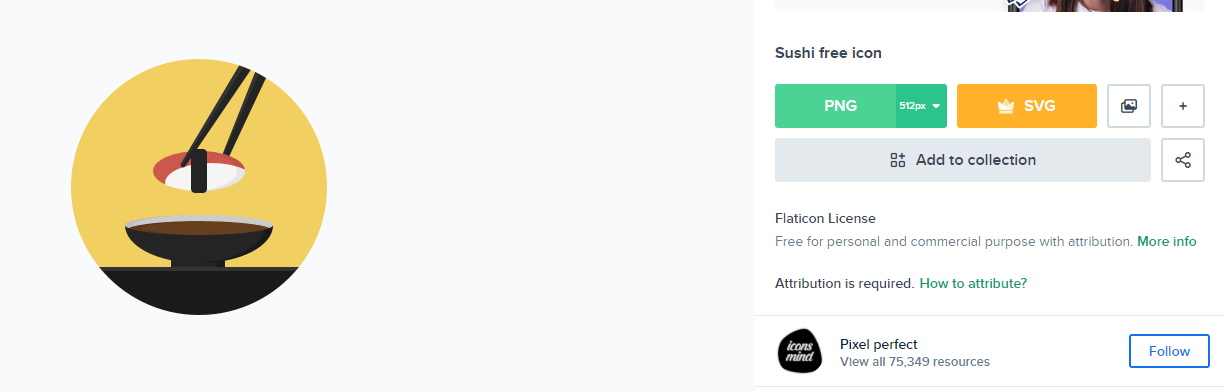 Sushi free icon
PNG
512px
SVG
+
Add to collection
Flaticon License
Free for personal and commercial purpose with attribution. More info
Attribution is required. How to attribute?
icons
mind
Pixel perfect
View all 75,349 resources
Follow